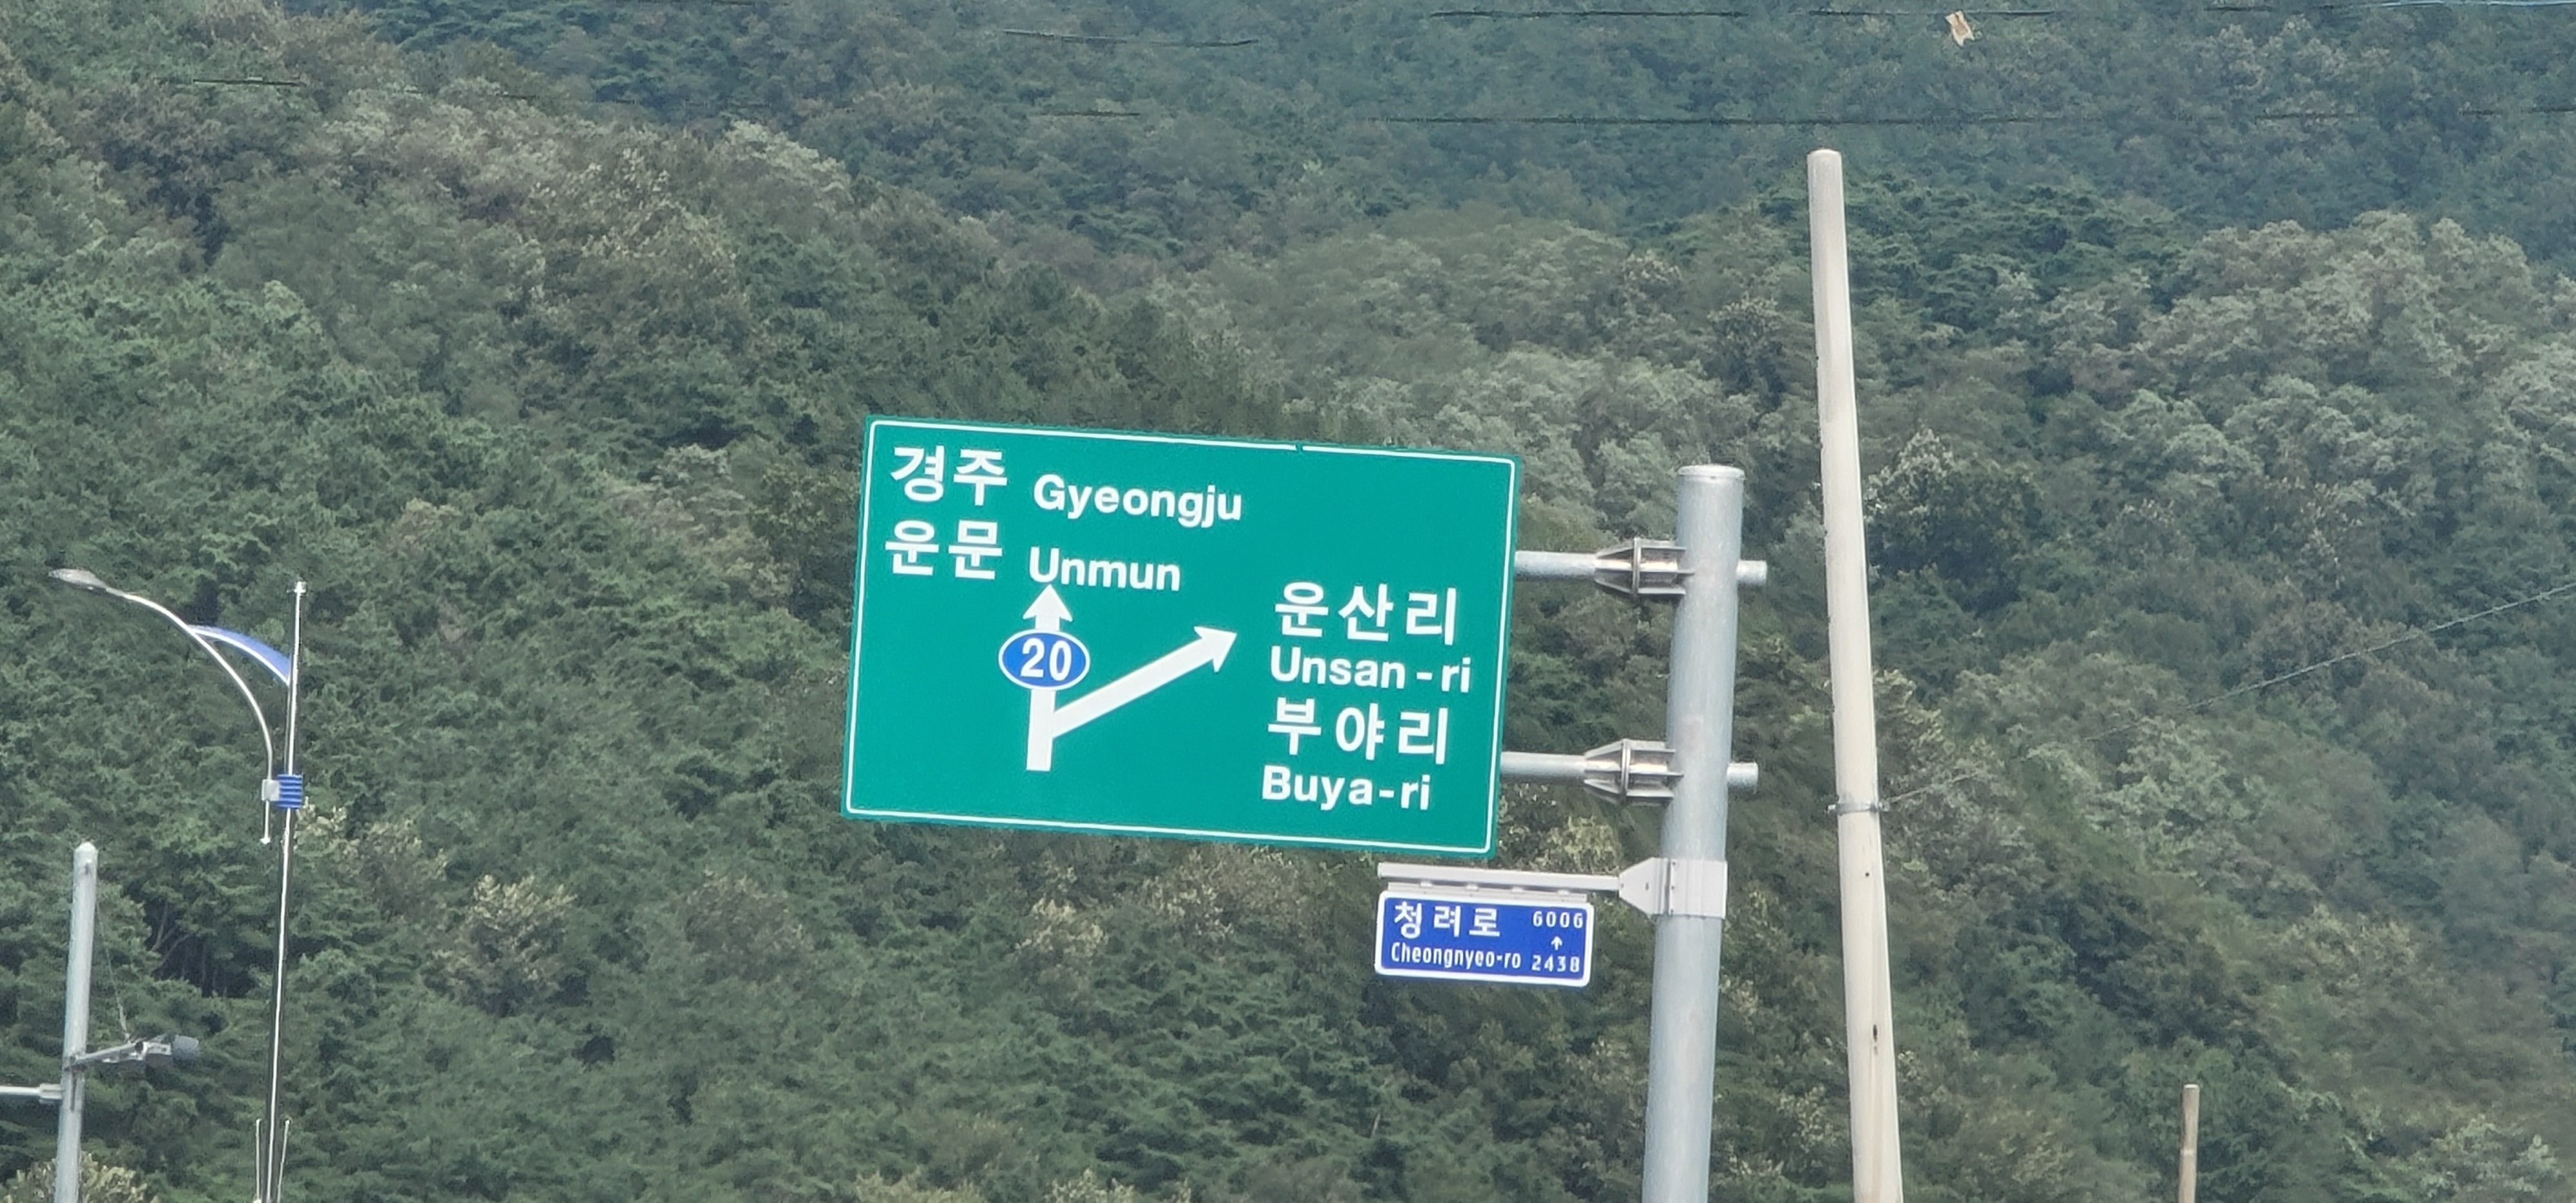 경주 Gyeongju
운문 Unmun
20
운산리
Unsan-ri
부야리
Buya-ri
청려로 6006
↑
Cheongnyeo-ro 2438